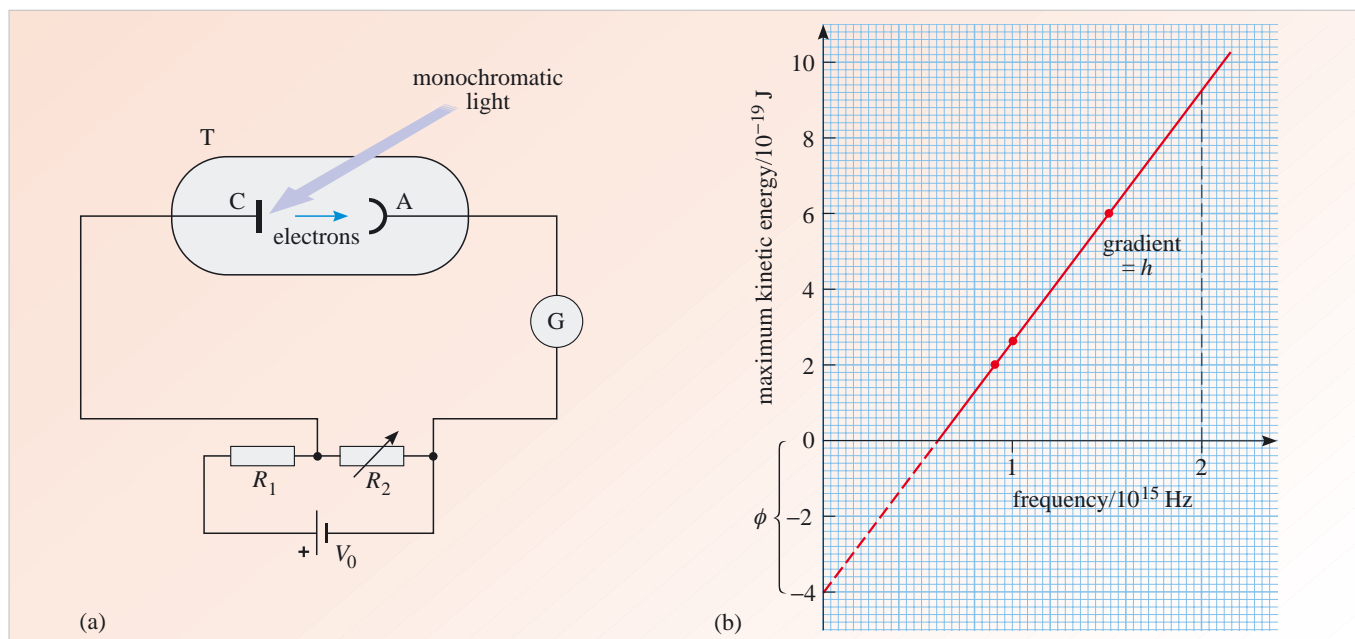 monochromatic
light
T
C
A
electrons
G
R₁
R₂
+
V₀
(a)
maximum kinetic energy/10⁻¹⁹ J
10
8
6
4
2
0
−2
−4
ϕ
gradient
= h
1
2
frequency/10¹⁵ Hz
(b)